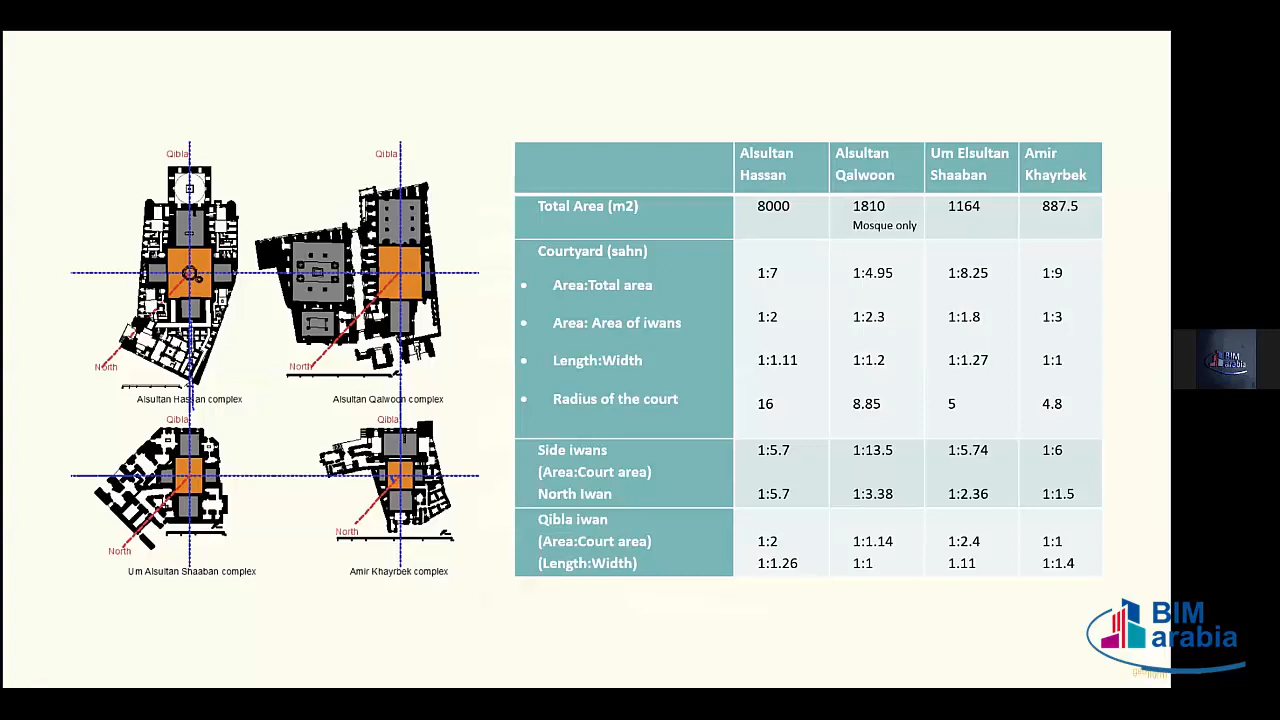 Qibla
North
Alsultan Hassan complex
Qibla
North
Alsultan Qalwoon complex
Qibla
North
Um Alsultan Shaaban complex
Qibla
North
Amir Khayrbek complex
Alsultan Hassan
Alsultan Qalwoon
Um Elsultan Shaaban
Amir Khayrbek
Total Area (m2)
8000
1810
Mosque only
1164
887.5
Courtyard (sahn)
• Area:Total area
1:7
1:4.95
1:8.25
1:9
• Area: Area of iwans
1:2
1:2.3
1:1.8
1:3
• Length:Width
1:1.11
1:1.2
1:1.27
1:1
• Radius of the court
16
8.85
5
4.8
Side iwans
(Area:Court area)
1:5.7
1:13.5
1:5.74
1:6
North Iwan
1:5.7
1:3.38
1:2.36
1:1.5
Qibla iwan
(Area:Court area)
1:2
1:1.14
1:2.4
1:1
(Length:Width)
1:1.26
1:1
1.11
1:1.4
BIM
arabia
BIM
arabia